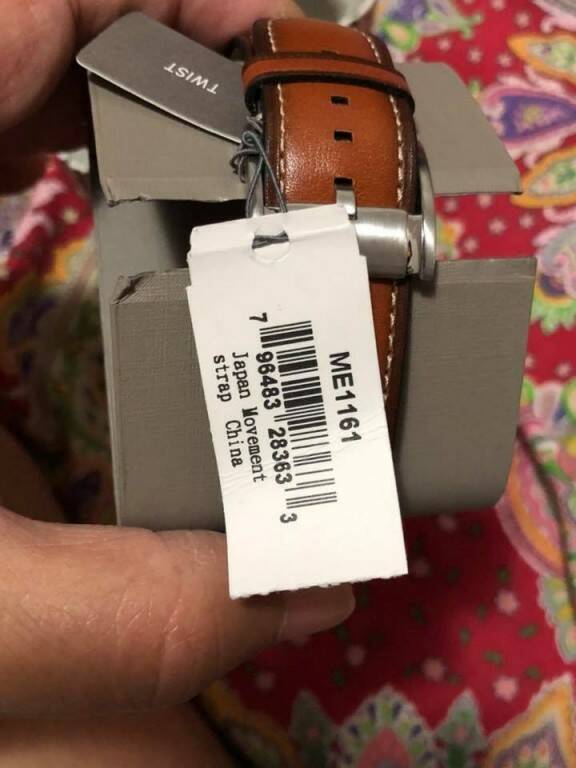 TWIST
ME1161
7 96483 28363 3
Japan Movement
strap China